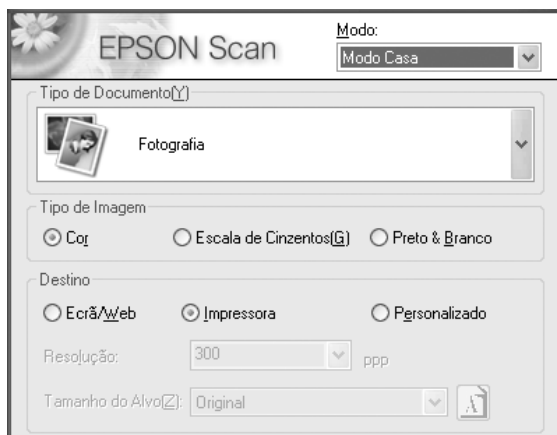 EPSON Scan
Modo:
Modo Casa
Tipo de Documento(Y)
Fotografia
Tipo de Imagem
Cor Escala de Cinzentos(G) Preto & Branco
Destino
Ecrã/Web Impressora Personalizado
Resolução: 300 ppp
Tamanho do Alvo(Z): Original